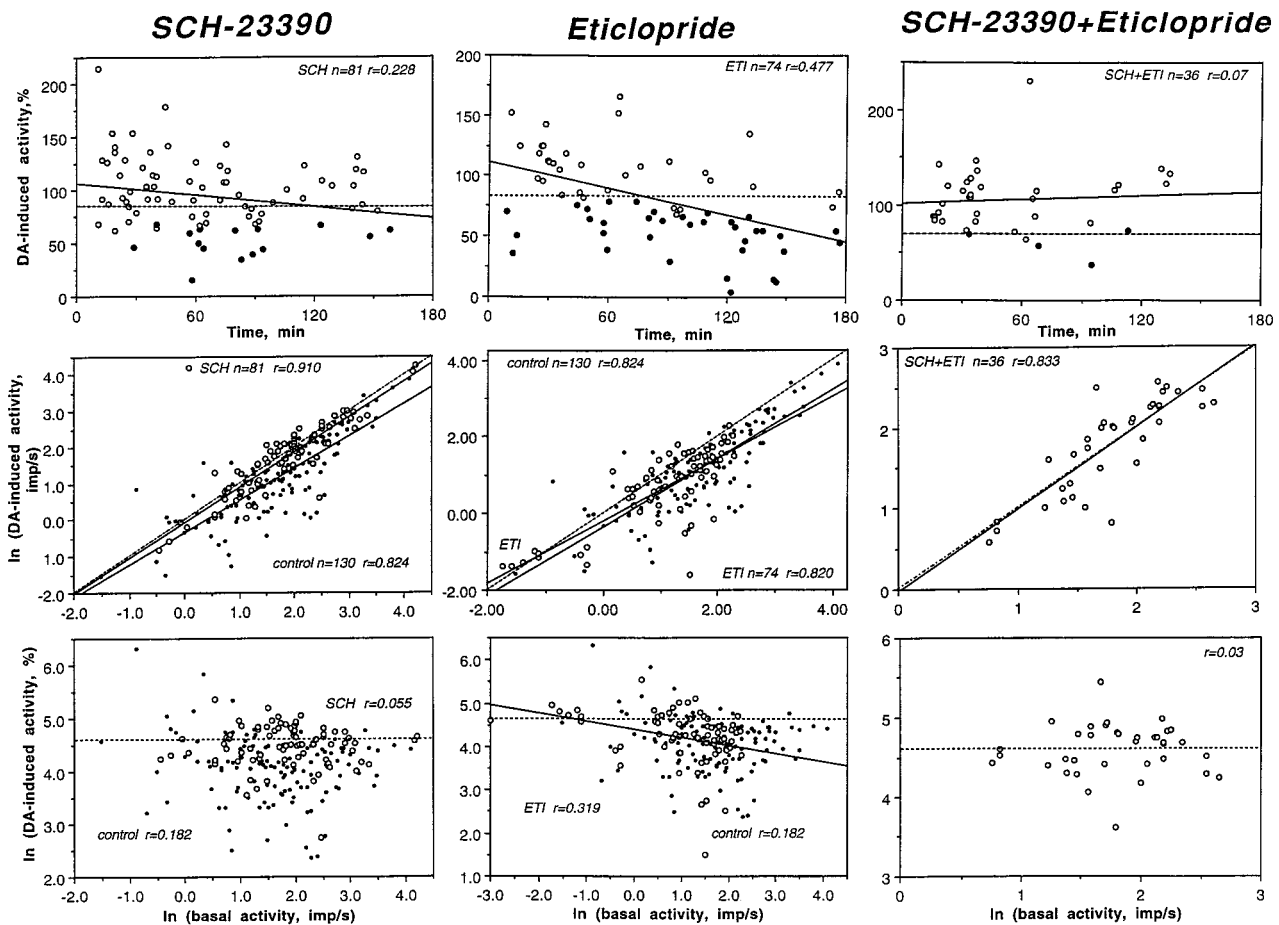 SCH-23390
Eticlopride
SCH-23390+Eticlopride
DA-induced activity,%
200
150
100
50
0
SCH n=81 r=0.228
0 60 120 180
Time, min
200
150
100
50
0
ETI n=74 r=0.477
0 60 120 180
Time, min
200
100
0
SCH+ETI n=36 r=0.07
0 60 120 180
Time, min
ln (DA-induced activity,
imp/s)
4.0
3.0
2.0
1.0
0.0
1.0
-2.0
SCH n=81 r=0.910
control n=130 r=0.824
-2.0 -1.0 0.0 1.0 2.0 3.0 4.0
4.00
2.00
0.00
-2.00
control n=130 r=0.824
ETI
ETI n=74 r=0.820
-2.00 0.00 2.00 4.00
3
2
1
0
SCH+ETI n=36 r=0.833
0 1 2 3
ln (DA-induced activity, %)
6.0
5.0
4.0
3.0
2.0
SCH r=0.055
control r=0.182
-2.0 -1.0 0.0 1.0 2.0 3.0 4.0
ln (basal activity, imp/s)
6.0
5.0
4.0
3.0
2.0
1.0
ETI r=0.319
control r=0.182
-3.0 -2.0 -1.0 0.0 1.0 2.0 3.0 4.0
ln (basal activity, imp/s)
6
5
4
3
r=0.03
0 1 2 3
ln (basal activity, imp/s)